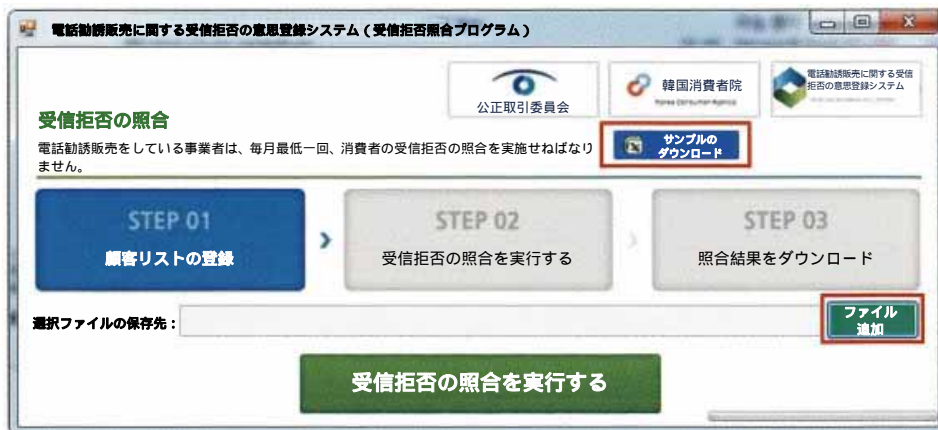 電話勧誘販売に関する受信拒否の意思登録システム(受信拒否照合プログラム)
公正取引委員会
韓国消費者院
Korea Consumer Agency
電話勧誘販売に関する受信
拒否の意思登録システム
受信拒否の照合
電話勧誘販売をしている事業者は、毎月最低一回、消費者の受信拒否の照合を実施せねばなり
ません。
サンプルの
ダウンロード
STEP 01
顧客リストの登録
STEP 02
受信拒否の照合を実行する
STEP 03
照合結果をダウンロード
選択ファイルの保存先:
ファイル
追加
受信拒否の照合を実行する